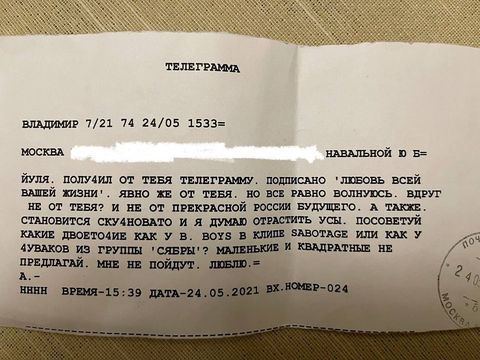 ТЕЛЕГРАММА
ВЛАДИМИР 7/21 74 24/05 1533=
МОСКВА НАВАЛЬНОЙ Ю Б=
ЙУЛЯ. ПОЛУ4ИЛ ОТ ТЕБЯ ТЕЛЕГРАММУ. ПОДПИСАНО 'ЛЮБОВЬ ВСЕЙ
ВАШЕЙ ЖИЗНИ'. ЯВНО ЖЕ ОТ ТЕБЯ. НО ВСЕ РАВНО ВОЛНУЮСЬ. ВДРУГ
НЕ ОТ ТЕБЯ? И НЕ ОТ ПРЕКРАСНОЙ РОССИИ БУДУЩЕГО. А ТАКЖЕ.
СТАНОВИТСЯ СКУ4НОВАТО И Я ДУМАЮ ОТРАСТИТЬ УСЫ. ПОСОВЕТУЙ
КАКИЕ ДВОЕТО4ИЕ КАК У B. BOYS В КЛИПЕ SABOTAGE ИЛИ КАК У
4УВАКОВ ИЗ ГРУППЫ 'СЯБРЫ'? МАЛЕНЬКИЕ И КВАДРАТНЫЕ НЕ
ПРЕДЛАГАЙ. МНЕ НЕ ПОЙДУТ. ЛЮБЛЮ.=
А.-
НННН ВРЕМЯ-15:39 ДАТА-24.05.2021 ВХ.НОМЕР-024
МОСКВА